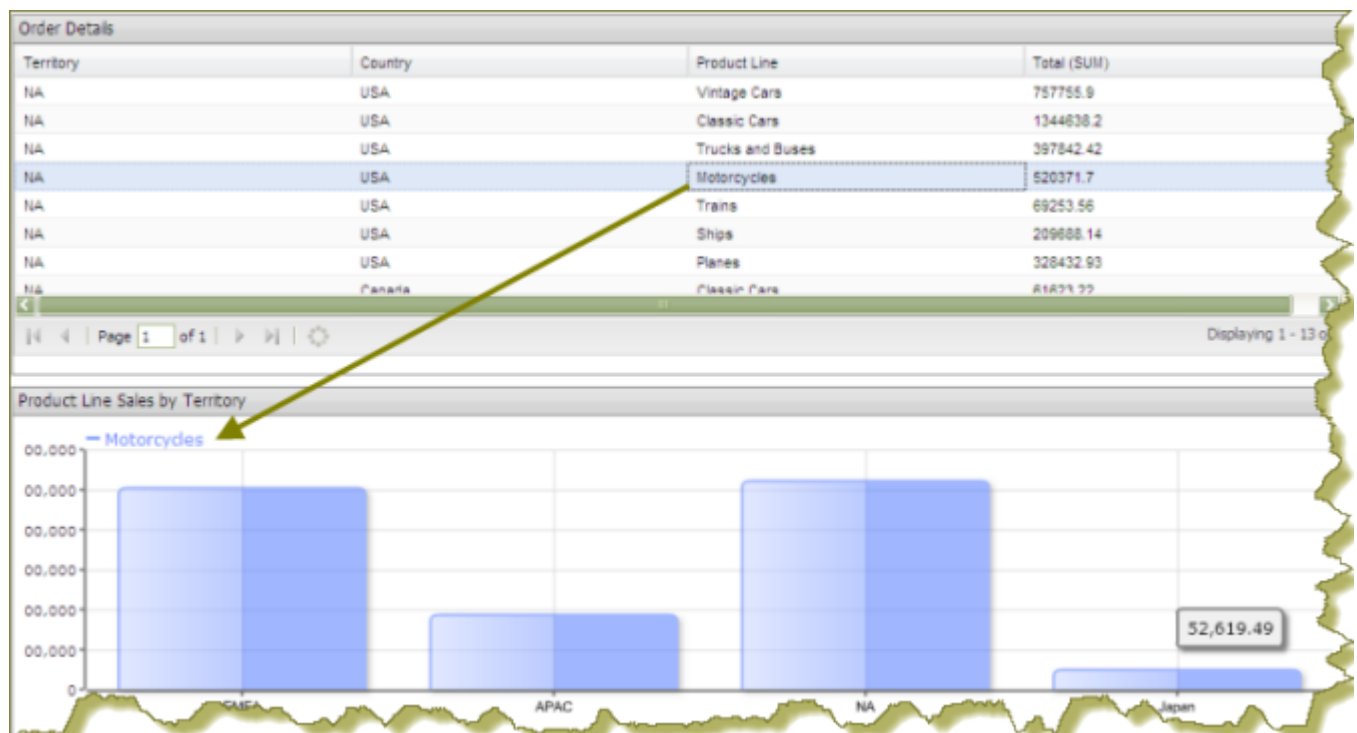 Order Details
Territory Country Product Line Total (SUM)
NA USA Vintage Cars 757755.9
NA USA Classic Cars 1344638.2
NA USA Trucks and Buses 397842.42
NA USA Motorcycles 520371.7
NA USA Trains 69253.56
NA USA Ships 209688.14
NA USA Planes 328432.93
NA Canada Classic Cars 61623.22
Page 1 of 1 Displaying 1 - 13 o
Product Line Sales by Territory
Motorcycles
00,000
00,000
00,000
00,000
00,000
00,000
52,619.49
0
EMEA APAC NA Japan